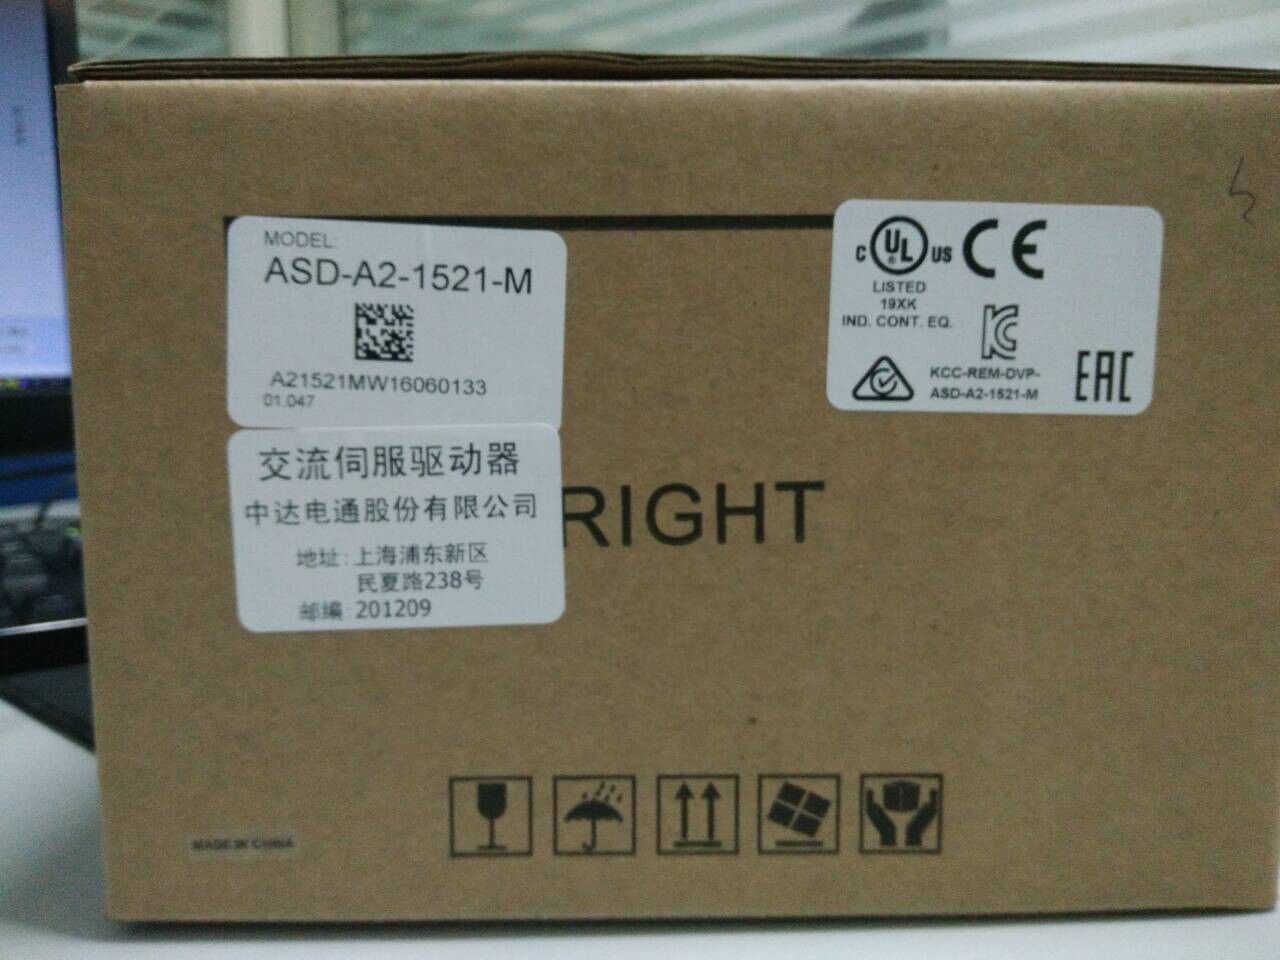 MODEL:
ASD-A2-1521-M
A21521MW16060133
01.047
交流伺服驱动器
中达电通股份有限公司
地址:上海浦东新区
民夏路238号
邮编:201209
RIGHT
C UL US CE
LISTED
19XK
IND. CONT. EQ.
KC
KCC-REM-DVP-
ASD-A2-1521-M
EAC
MADE IN CHINA